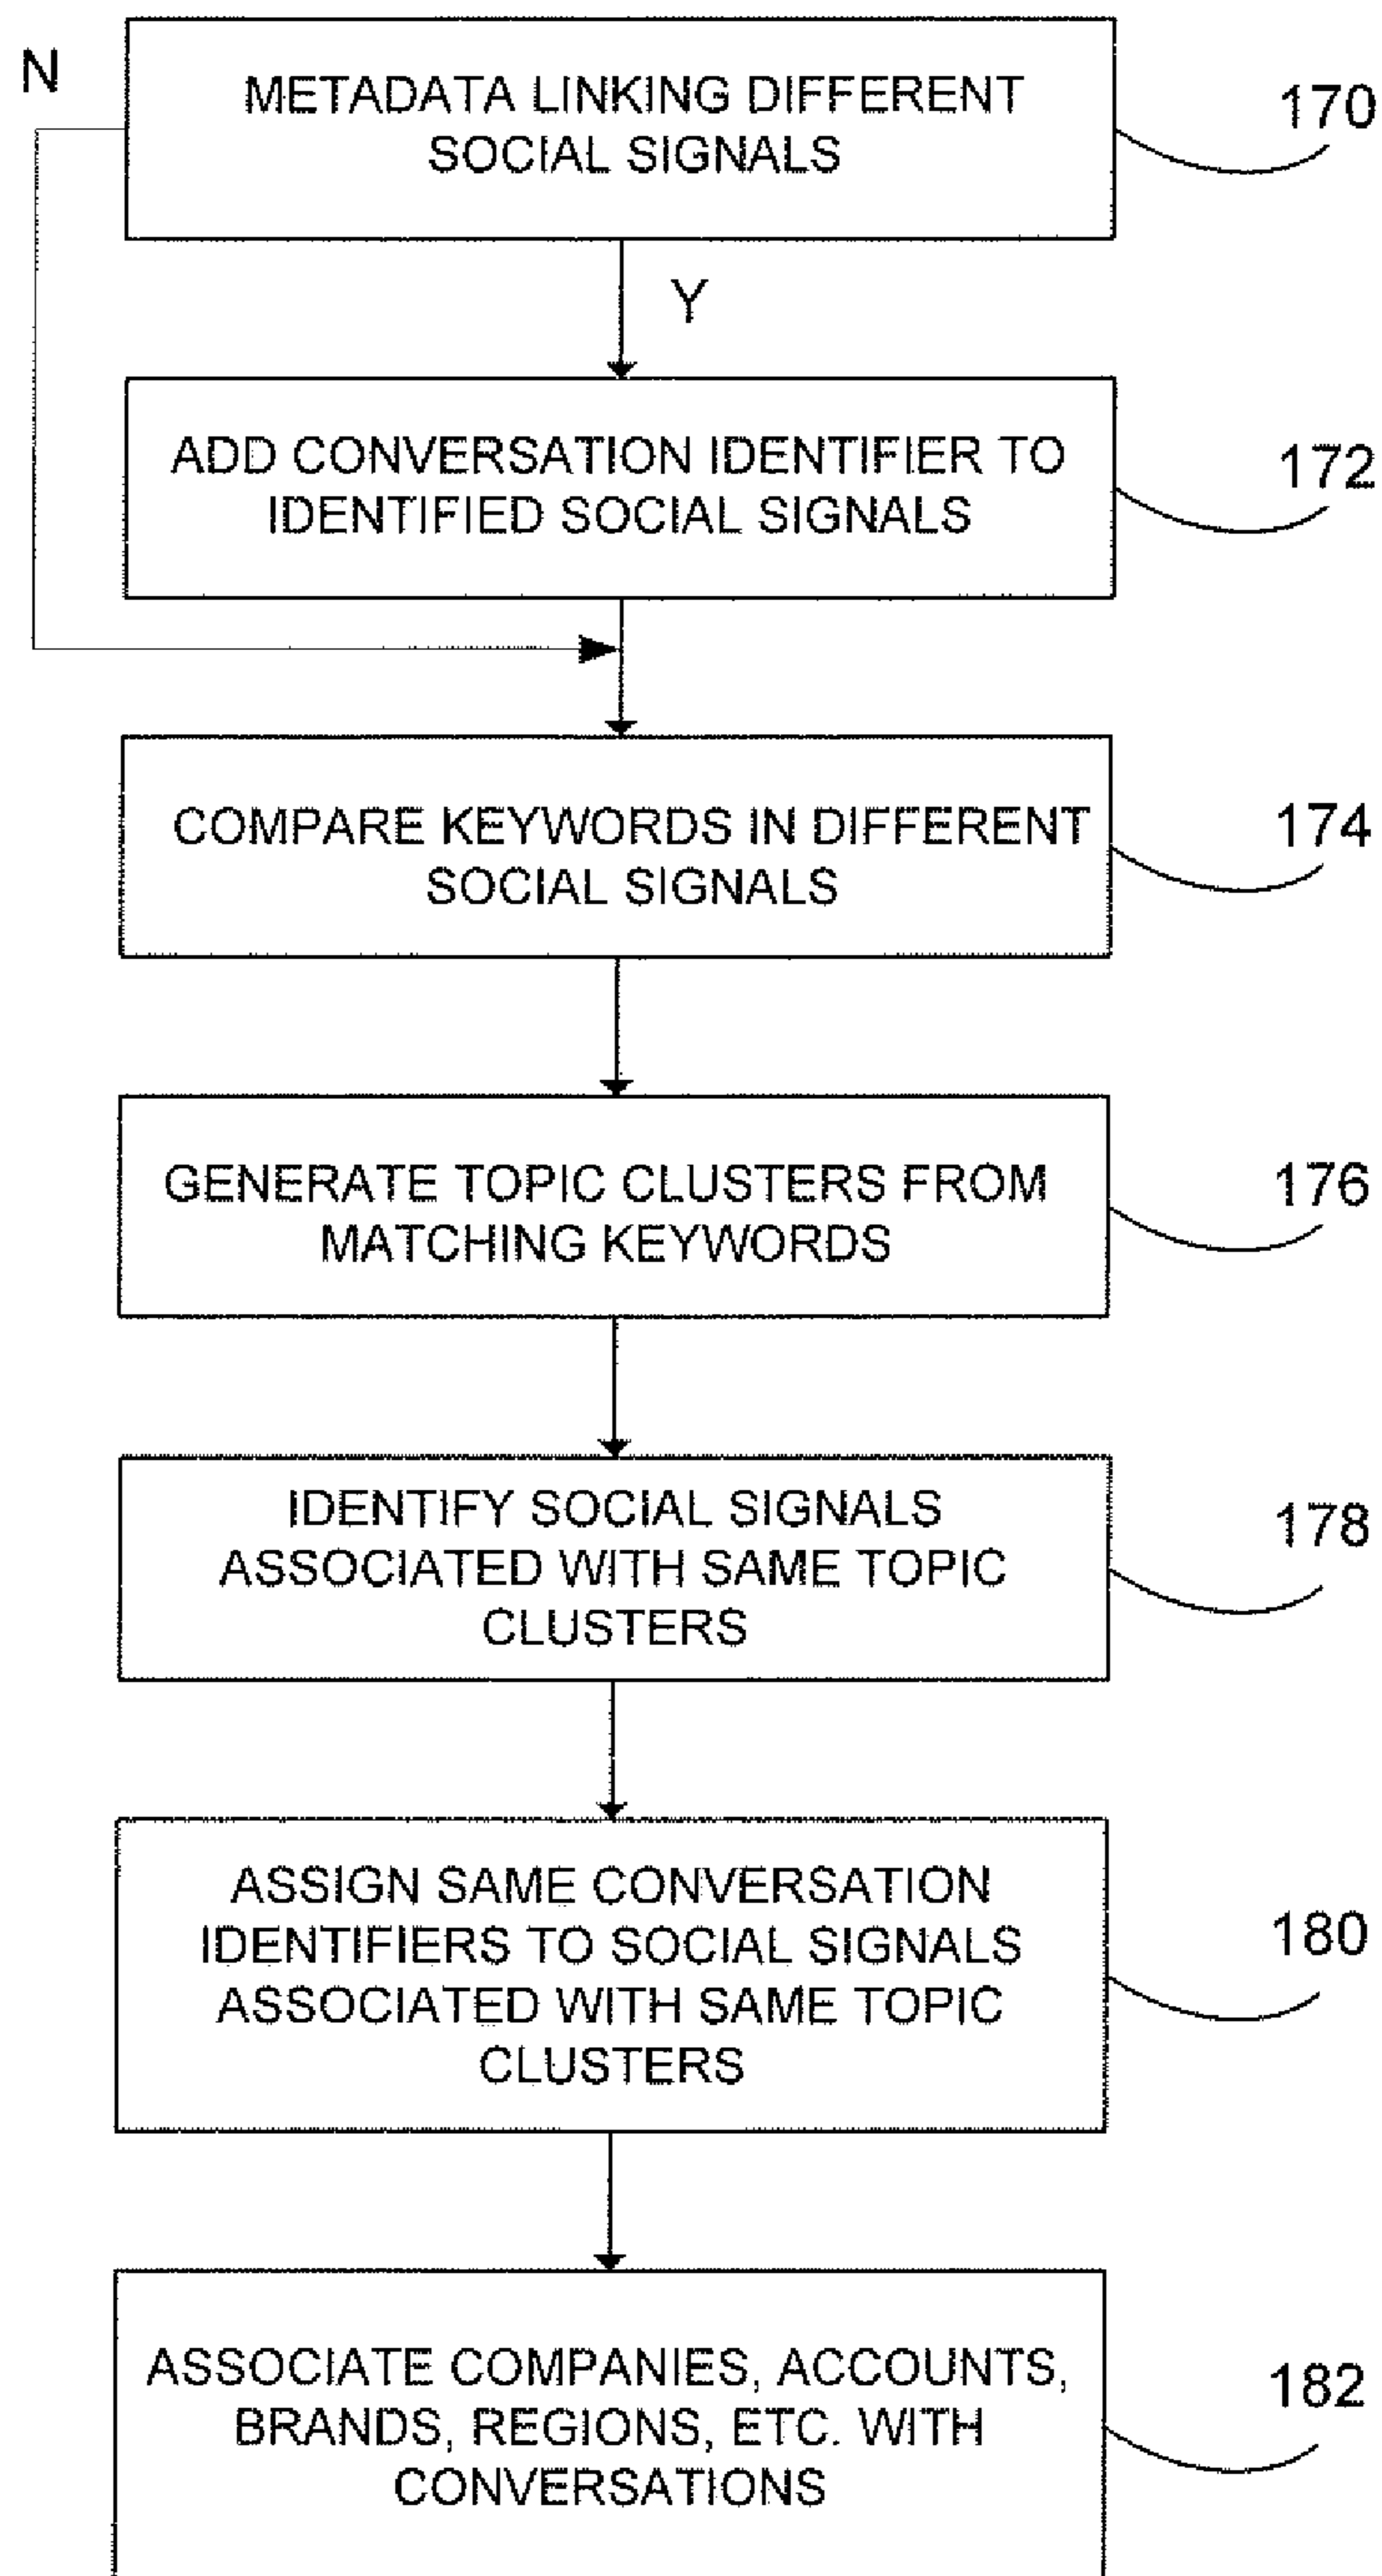 N
METADATA LINKING DIFFERENT
SOCIAL SIGNALS
170
Y
ADD CONVERSATION IDENTIFIER TO
IDENTIFIED SOCIAL SIGNALS
172
COMPARE KEYWORDS IN DIFFERENT
SOCIAL SIGNALS
174
GENERATE TOPIC CLUSTERS FROM
MATCHING KEYWORDS
176
IDENTIFY SOCIAL SIGNALS
ASSOCIATED WITH SAME TOPIC
CLUSTERS
178
ASSIGN SAME CONVERSATION
IDENTIFIERS TO SOCIAL SIGNALS
ASSOCIATED WITH SAME TOPIC
CLUSTERS
180
ASSOCIATE COMPANIES, ACCOUNTS,
BRANDS, REGIONS, ETC. WITH
CONVERSATIONS
182